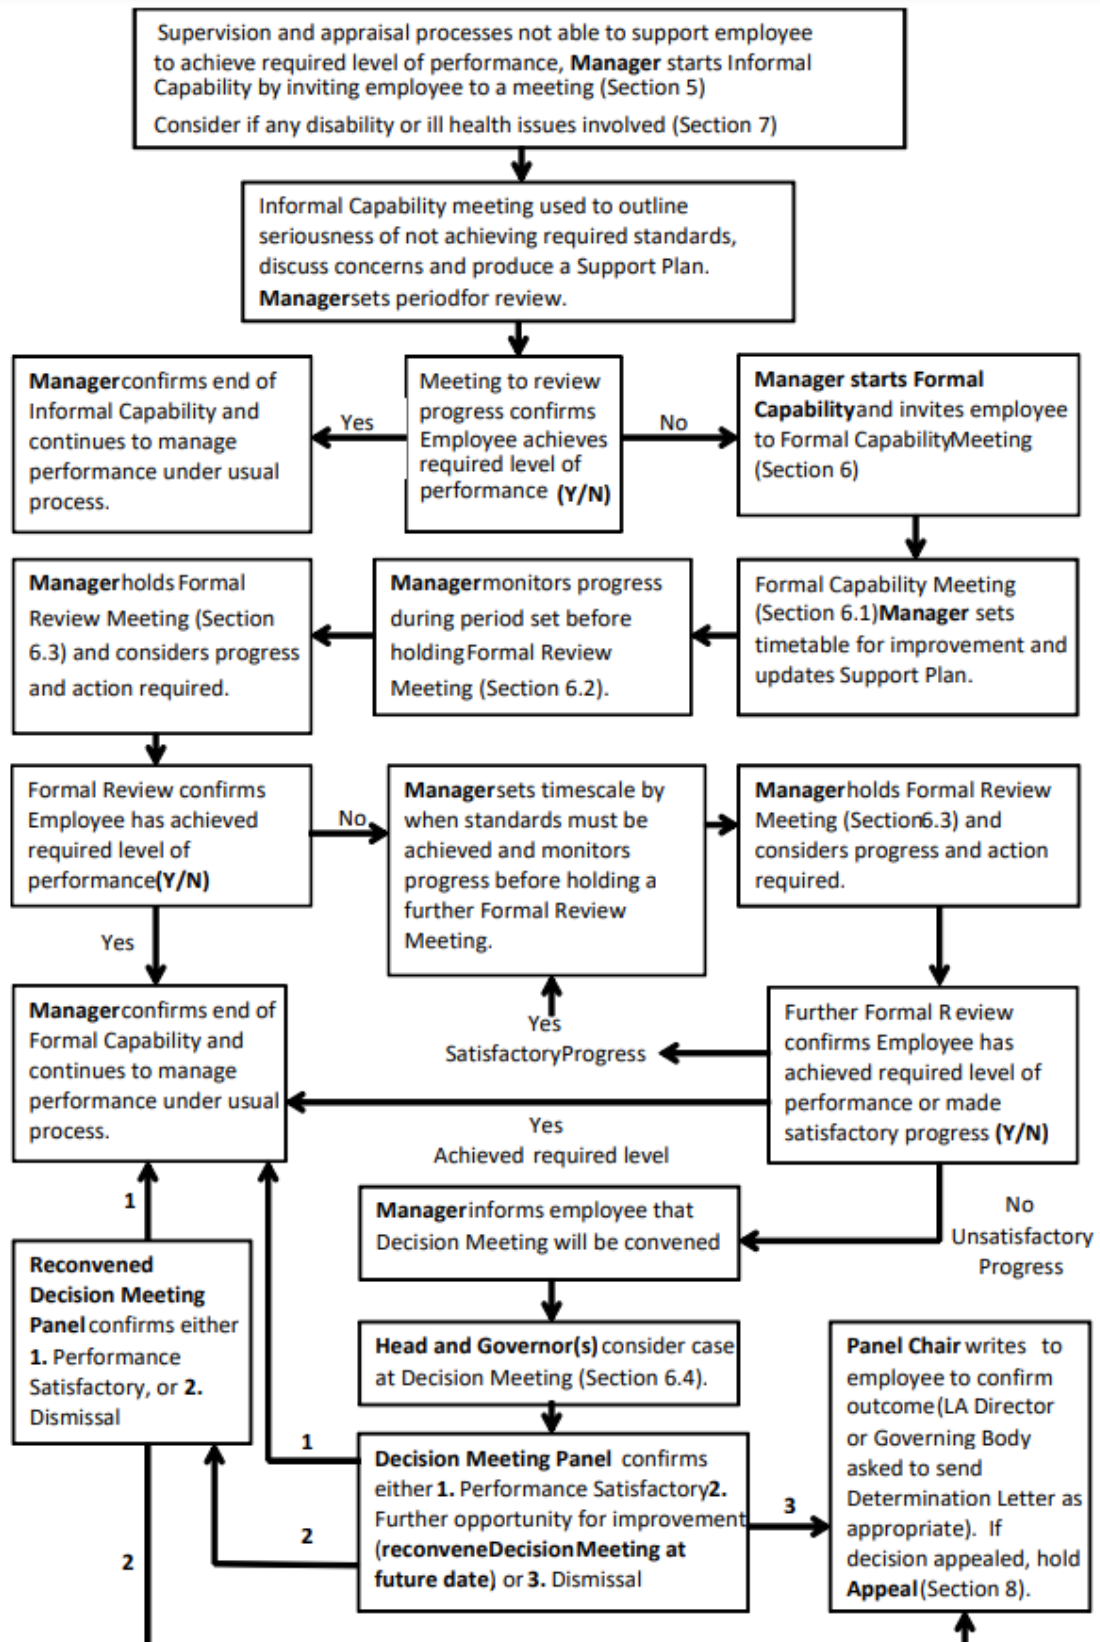 Supervision and appraisal processes not able to support employee
to achieve required level of performance, Manager starts Informal
Capability by inviting employee to a meeting (Section 5)
Consider if any disability or ill health issues involved (Section 7)
Informal Capability meeting used to outline
seriousness of not achieving required standards,
discuss concerns and produce a Support Plan.
Managersets periodfor review.
Managerconfirms end of
Informal Capability and
continues to manage
performance under usual
process.
Yes
Meeting to review
progress confirms
Employee achieves
required level of
performance (Y/N)
No
Manager starts Formal
Capabilityand invites employee
to Formal CapabilityMeeting
(Section 6)
Formal Capability Meeting
(Section 6.1)Manager sets
timetable for improvement and
updates Support Plan.
Managermonitors progress
during period set before
holdingFormal Review
Meeting (Section 6.2).
Managerholds Formal
Review Meeting (Section
6.3) and considers progress
and action required.
Formal Review confirms
Employee has achieved
required level of
performance(Y/N)
No
Managersets timescale by
when standards must be
achieved and monitors
progress before holding a
further Formal Review
Meeting.
Managerholds Formal Review
Meeting (Section6.3) and
considers progress and action
required.
Yes
Managerconfirms end of
Formal Capability and
continues to manage
performance under usual
process.
Yes
SatisfactoryProgress
Further Formal R eview
confirms Employee has
achieved required level of
performance or made
satisfactory progress (Y/N)
Yes
Achieved required level
No
Unsatisfactory
Progress
Managerinforms employee that
Decision Meeting will be convened
1
Reconvened
Decision Meeting
Panel confirms either
1. Performance
Satisfactory, or 2.
Dismissal
Head and Governor(s) consider case
at Decision Meeting (Section 6.4).
1
2
Decision Meeting Panel confirms
either 1. Performance Satisfactory2.
Further opportunity for improvement
(reconveneDecisionMeeting at
future date) or 3. Dismissal
3
Panel Chair writes to
employee to confirm
outcome(LA Director
or Governing Body
asked to send
Determination Letter as
appropriate). If
decision appealed, hold
Appeal(Section 8).
2